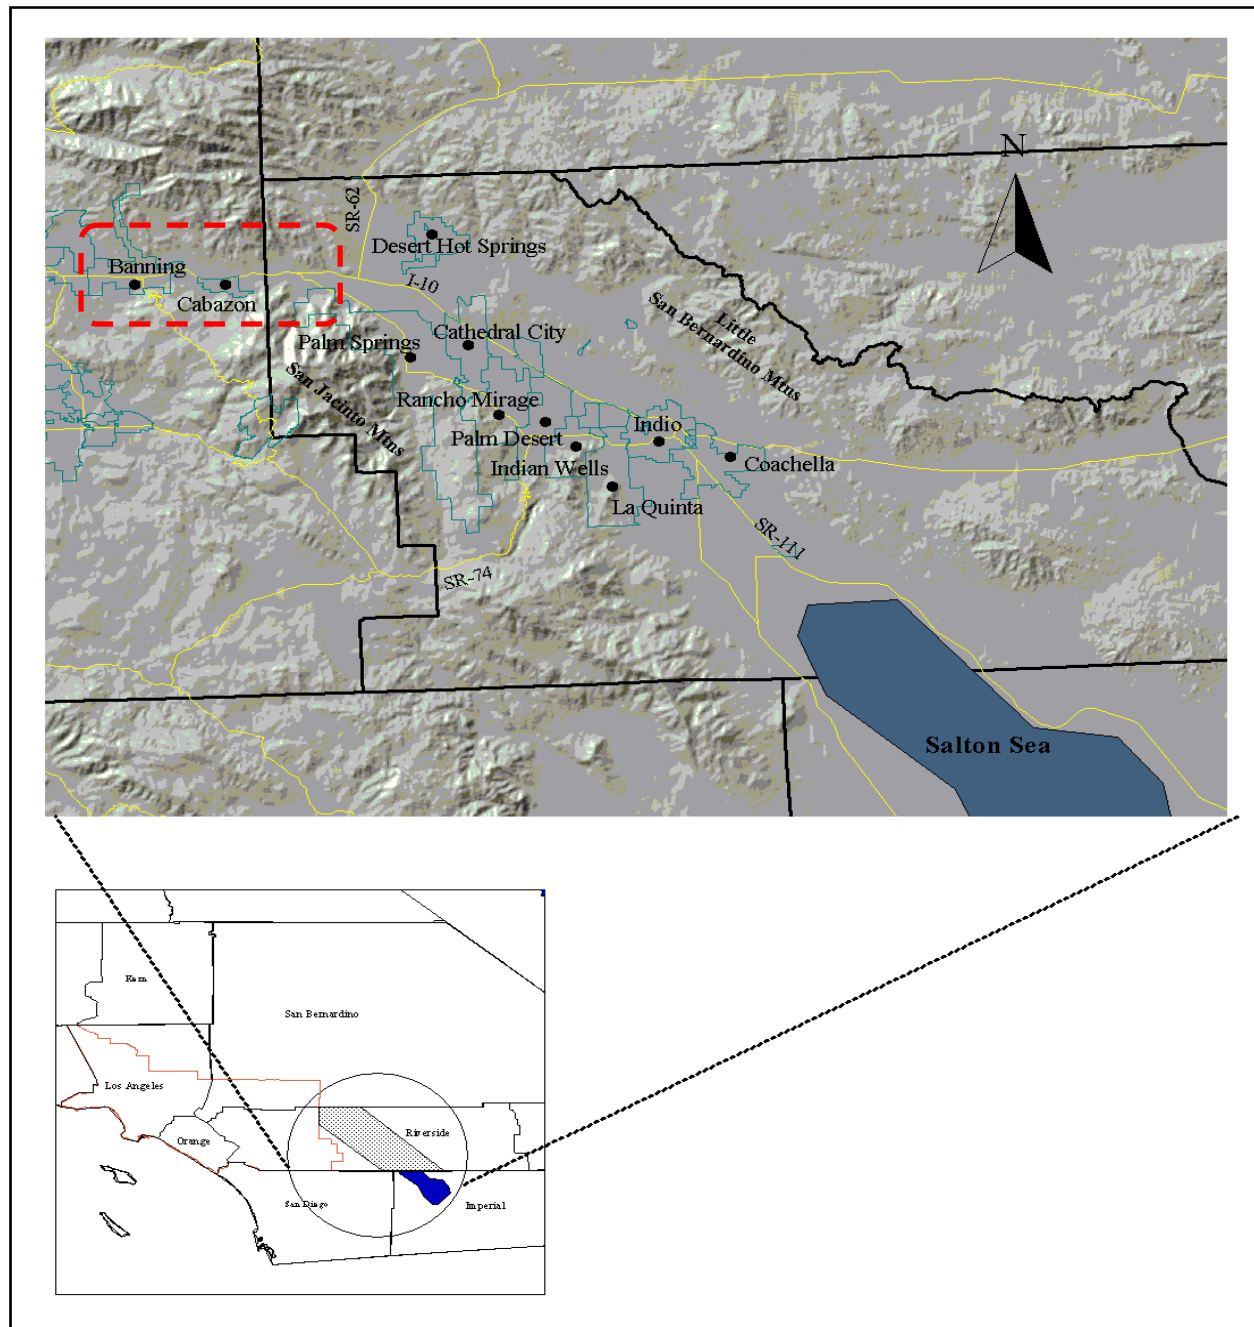 N
SR-62
Desert Hot Springs
Banning
I-10
Cabazon
Little
San Bernardino Mtns
Cathedral City
Palm Springs
San Jacinto Mtns
Rancho Mirage
Palm Desert
Indio
Indian Wells
Coachella
La Quinta
SR-111
SR-74
Salton Sea
Kern
San Bernardino
Los Angeles
Orange
Riverside
San Diego
Imperial